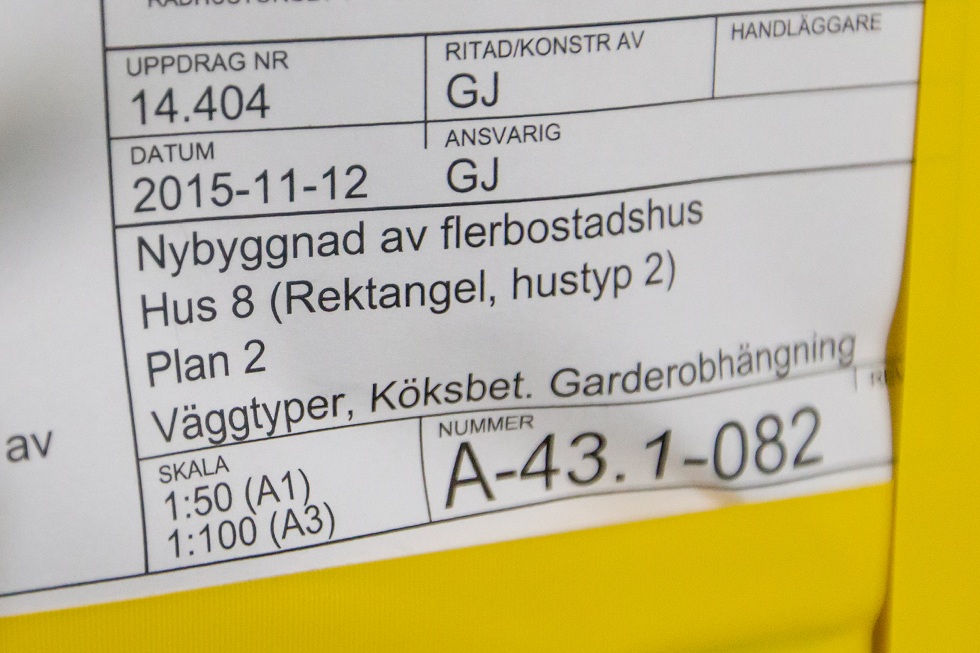 UPPDRAG NR
14.404
RITAD/KONSTR AV
GJ
HANDLÄGGARE
DATUM
2015-11-12
ANSVARIG
GJ
Nybyggnad av flerbostadshus
Hus 8 (Rektangel, hustyp 2)
Plan 2
Väggtyper, Köksbet. Garderobhängning
av
SKALA
1:50 (A1)
1:100 (A3)
NUMMER
A-43.1-082